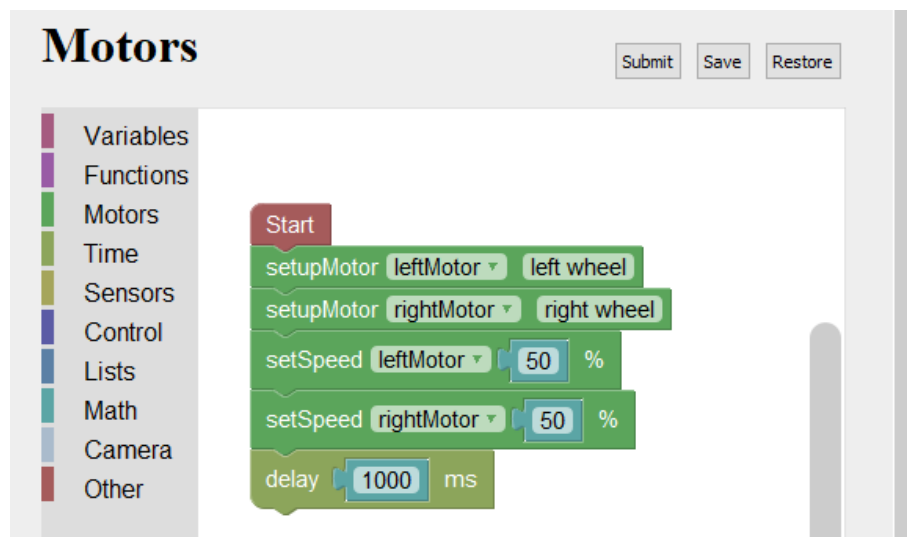 Motors
Submit Save Restore
Variables
Functions
Motors
Time
Sensors
Control
Lists
Math
Camera
Other
Start
setupMotor leftMotor left wheel
setupMotor rightMotor right wheel
setSpeed leftMotor 50 %
setSpeed rightMotor 50 %
delay 1000 ms